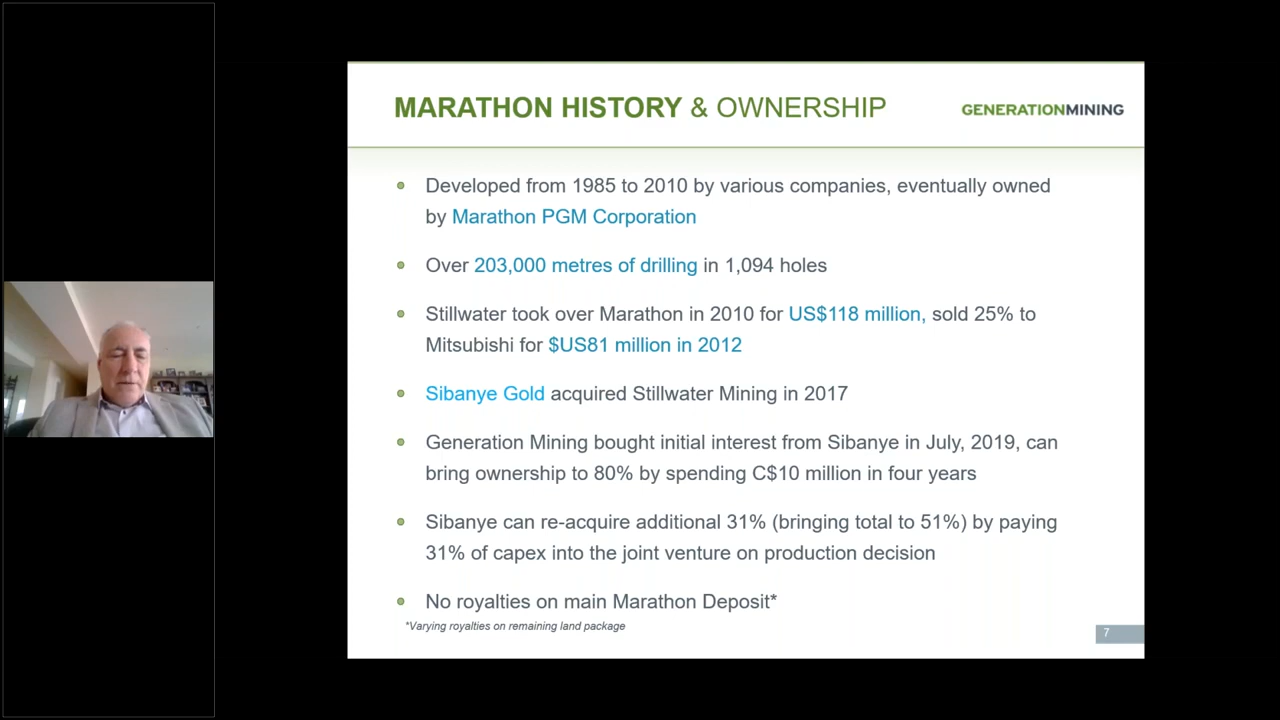 MARATHON HISTORY & OWNERSHIP
GENERATIONMINING
Developed from 1985 to 2010 by various companies, eventually owned
by Marathon PGM Corporation
Over 203,000 metres of drilling in 1,094 holes
Stillwater took over Marathon in 2010 for US$118 million, sold 25% to
Mitsubishi for $US81 million in 2012
Sibanye Gold acquired Stillwater Mining in 2017
Generation Mining bought initial interest from Sibanye in July, 2019, can
bring ownership to 80% by spending C$10 million in four years
Sibanye can re-acquire additional 31% (bringing total to 51%) by paying
31% of capex into the joint venture on production decision
No royalties on main Marathon Deposit*
*Varying royalties on remaining land package
7